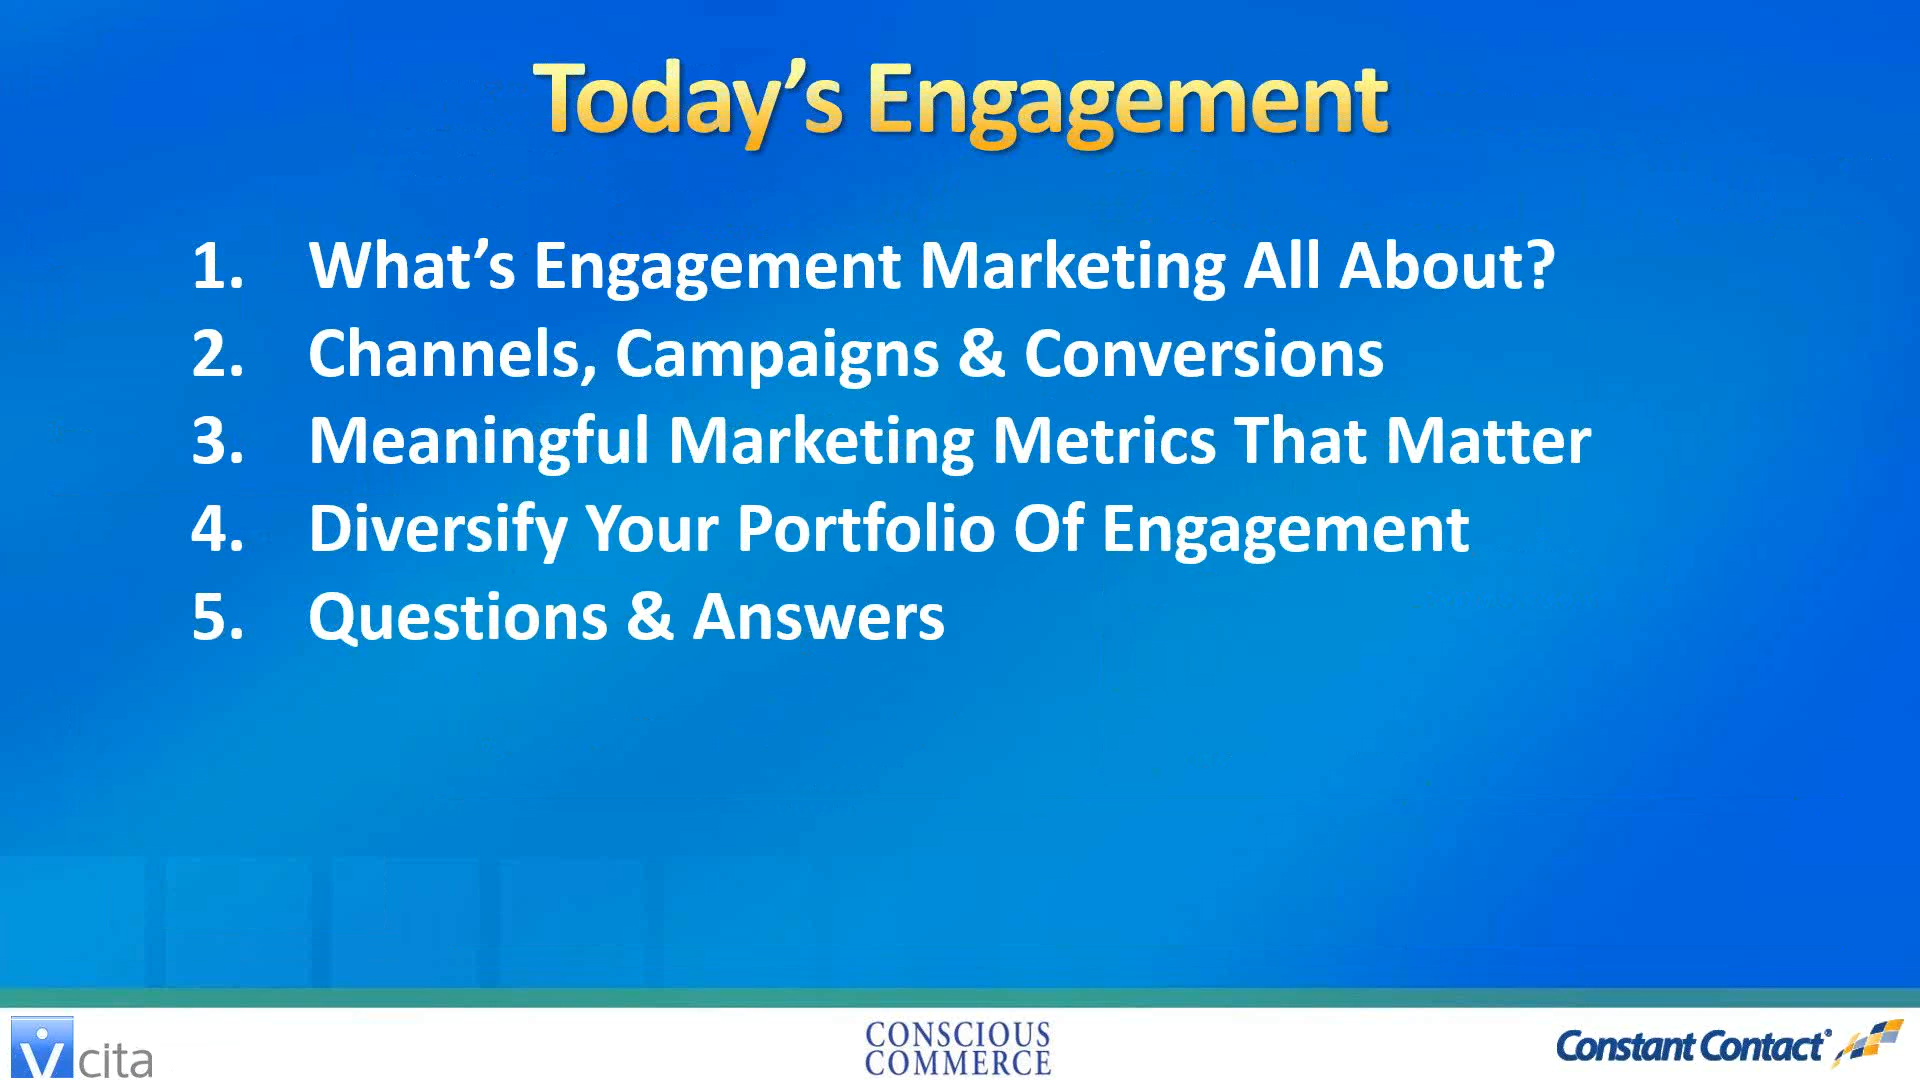 Today’s Engagement
1. What’s Engagement Marketing All About?
2. Channels, Campaigns & Conversions
3. Meaningful Marketing Metrics That Matter
4. Diversify Your Portfolio Of Engagement
5. Questions & Answers
vcita
CONSCIOUS
COMMERCE
Constant Contact®